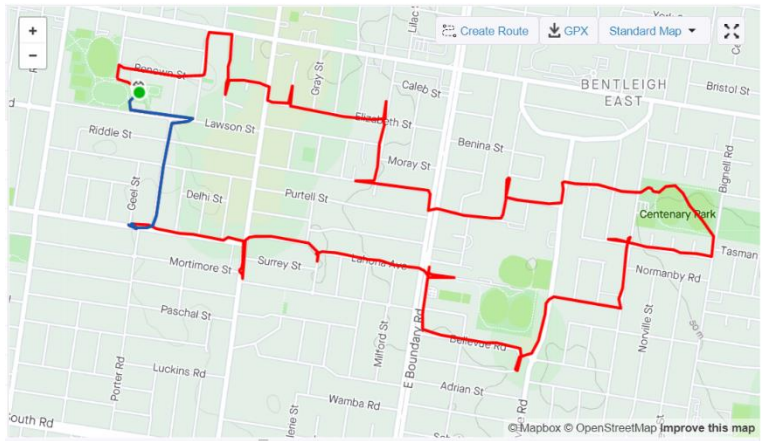 +
−
Create Route
GPX
Standard Map
Renown St
Gray St
Caleb St
BENTLEIGH
EAST
Bristol St
Riddle St
Lawson St
Elizabeth St
Benina St
Moray St
Bignell Rd
Geel St
Delhi St
Purtell St
Centenary Park
Tasman
Mortimore St
Surrey St
Lahona Ave
Normanby Rd
Paschal St
Milford St
E Boundary Rd
Bellevue Rd
Norville St
50 m
Porter Rd
Luckins Rd
Adrian St
Wamba Rd
South Rd
© Mapbox © OpenStreetMap Improve this map